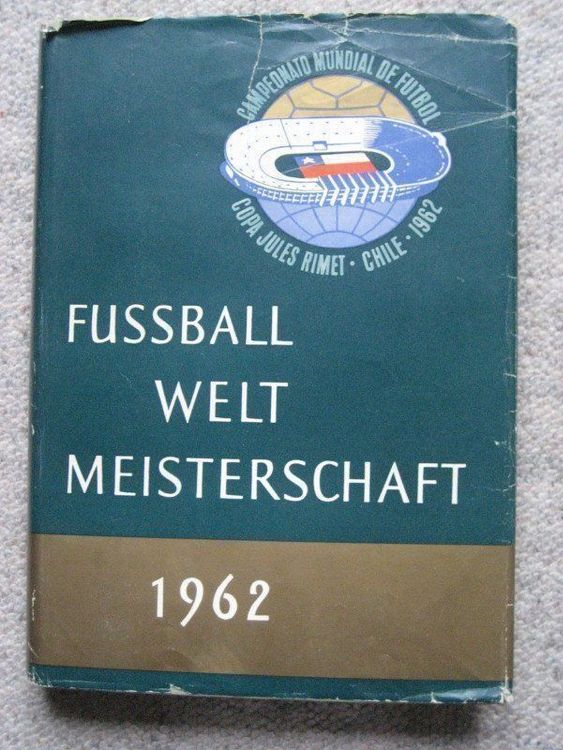 CAMPEONATO MUNDIAL DE FUTBOL
COPA JULES RIMET · CHILE · 1962
FUSSBALL
WELT
MEISTERSCHAFT
1962